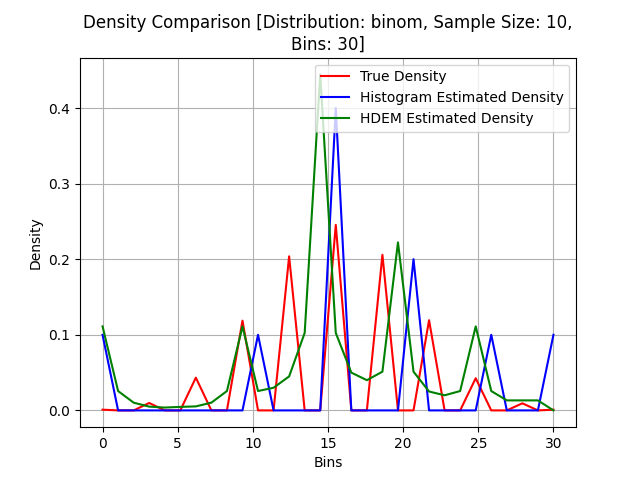 Density Comparison [Distribution: binom, Sample Size: 10,
Bins: 30]
True Density
Histogram Estimated Density
HDEM Estimated Density
Density
0.4
0.3
0.2
0.1
0.0
0 5 10 15 20 25 30
Bins